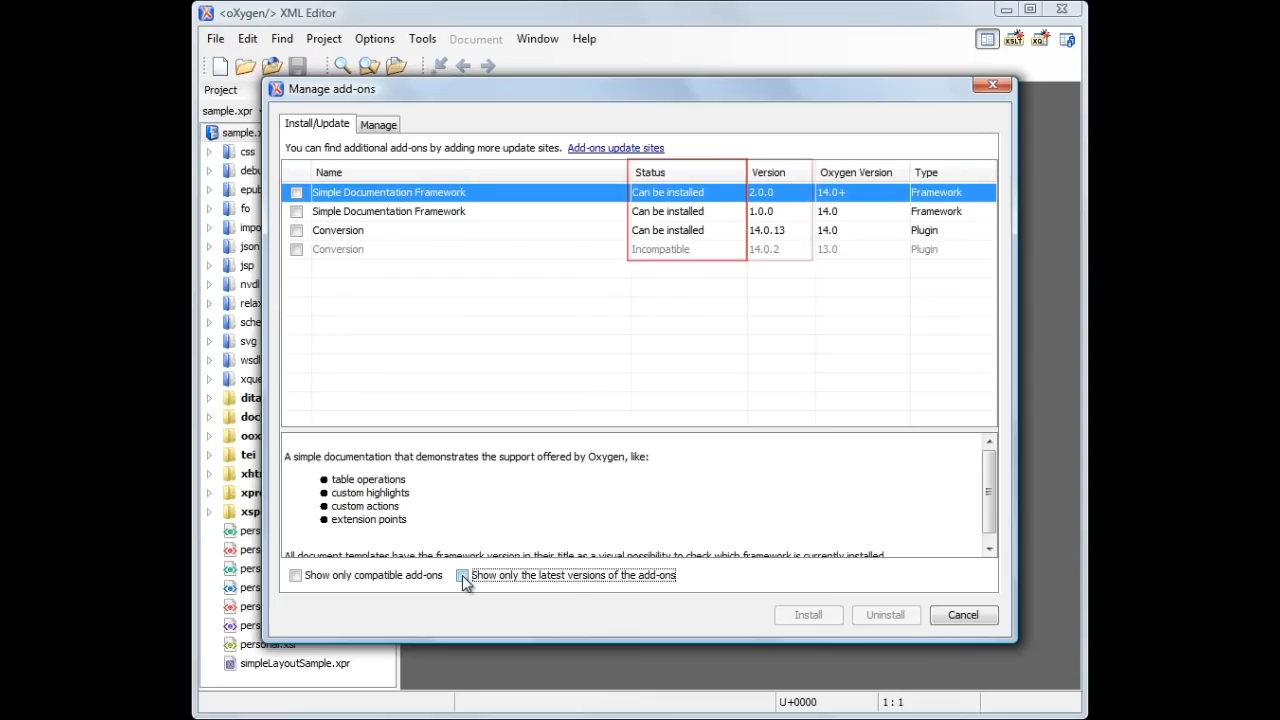 <oXygen/> XML Editor
File Edit Find Project Options Tools Document Window Help
XSLT XQ
Project
sample.xpr
Manage add-ons
Install/Update Manage
You can find additional add-ons by adding more update sites. Add-ons update sites
Name Status Version Oxygen Version Type
Simple Documentation Framework Can be installed 2.0.0 14.0+ Framework
Simple Documentation Framework Can be installed 1.0.0 14.0 Framework
Conversion Can be installed 14.0.13 14.0 Plugin
Conversion Incompatible 14.0.2 13.0 Plugin
A simple documentation that demonstrates the support offered by Oxygen, like:
table operations
custom highlights
custom actions
extension points
All document templates have the framework version in their title as a visual possibility to check which framework is currently installed.
Show only compatible add-ons Show only the latest versions of the add-ons
Install Uninstall Cancel
sample.x
css
debu
epub
fo
impo
json
jsp
nvdl
relax
sche
svg
wsdl
xque
dita
doc
oox
tei
xht
xpr
xsp
pers
pers
pers
pers
pers
pers
personal.xsl
simpleLayoutSample.xpr
U+0000 1 : 1